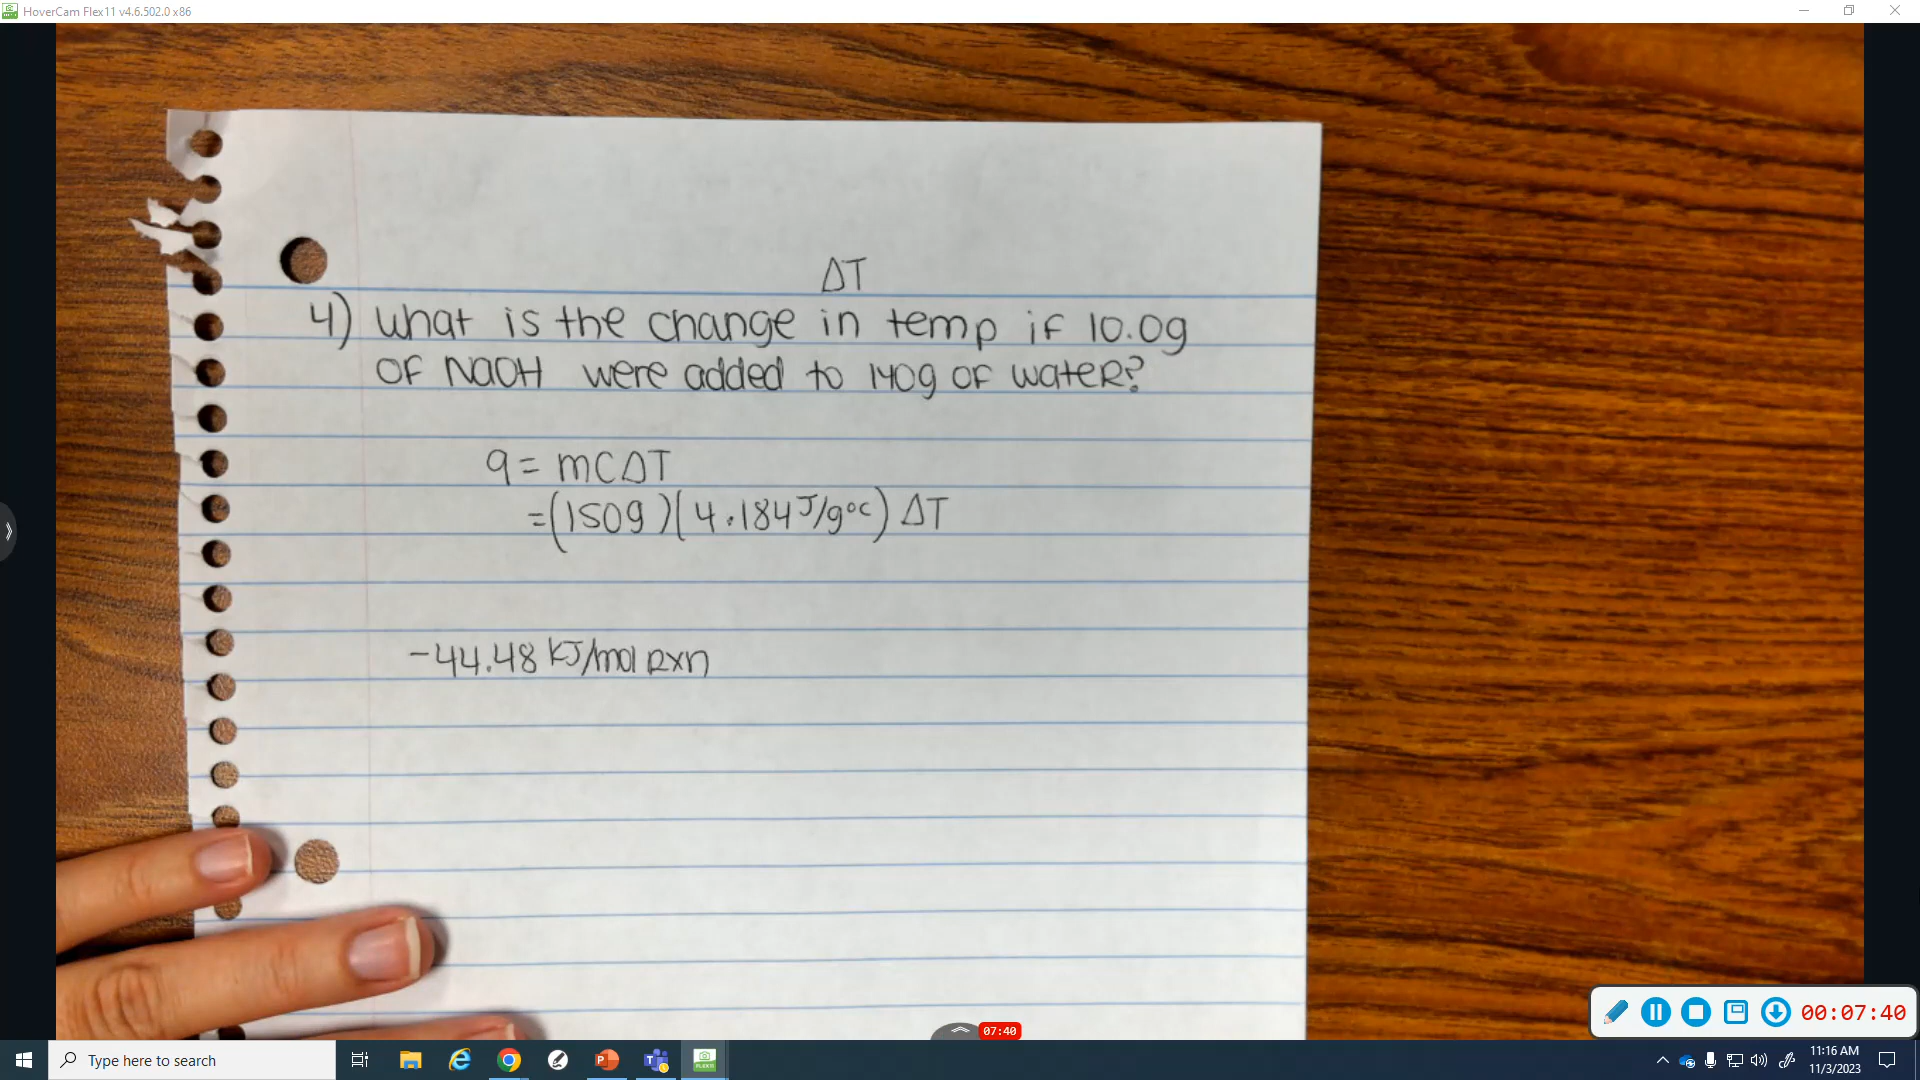 HoverCam Flex11 v4.6.502.0 x86
ΔT
4) What is the change in temp if 10.0g
of NaOH were added to 140g of water?
q = mCΔT
=(150g)(4.184 J/g°C) ΔT
-44.48 kJ/mol rxn
07:40
00:07:40
Type here to search
FLEX11
11:16 AM
11/3/2023